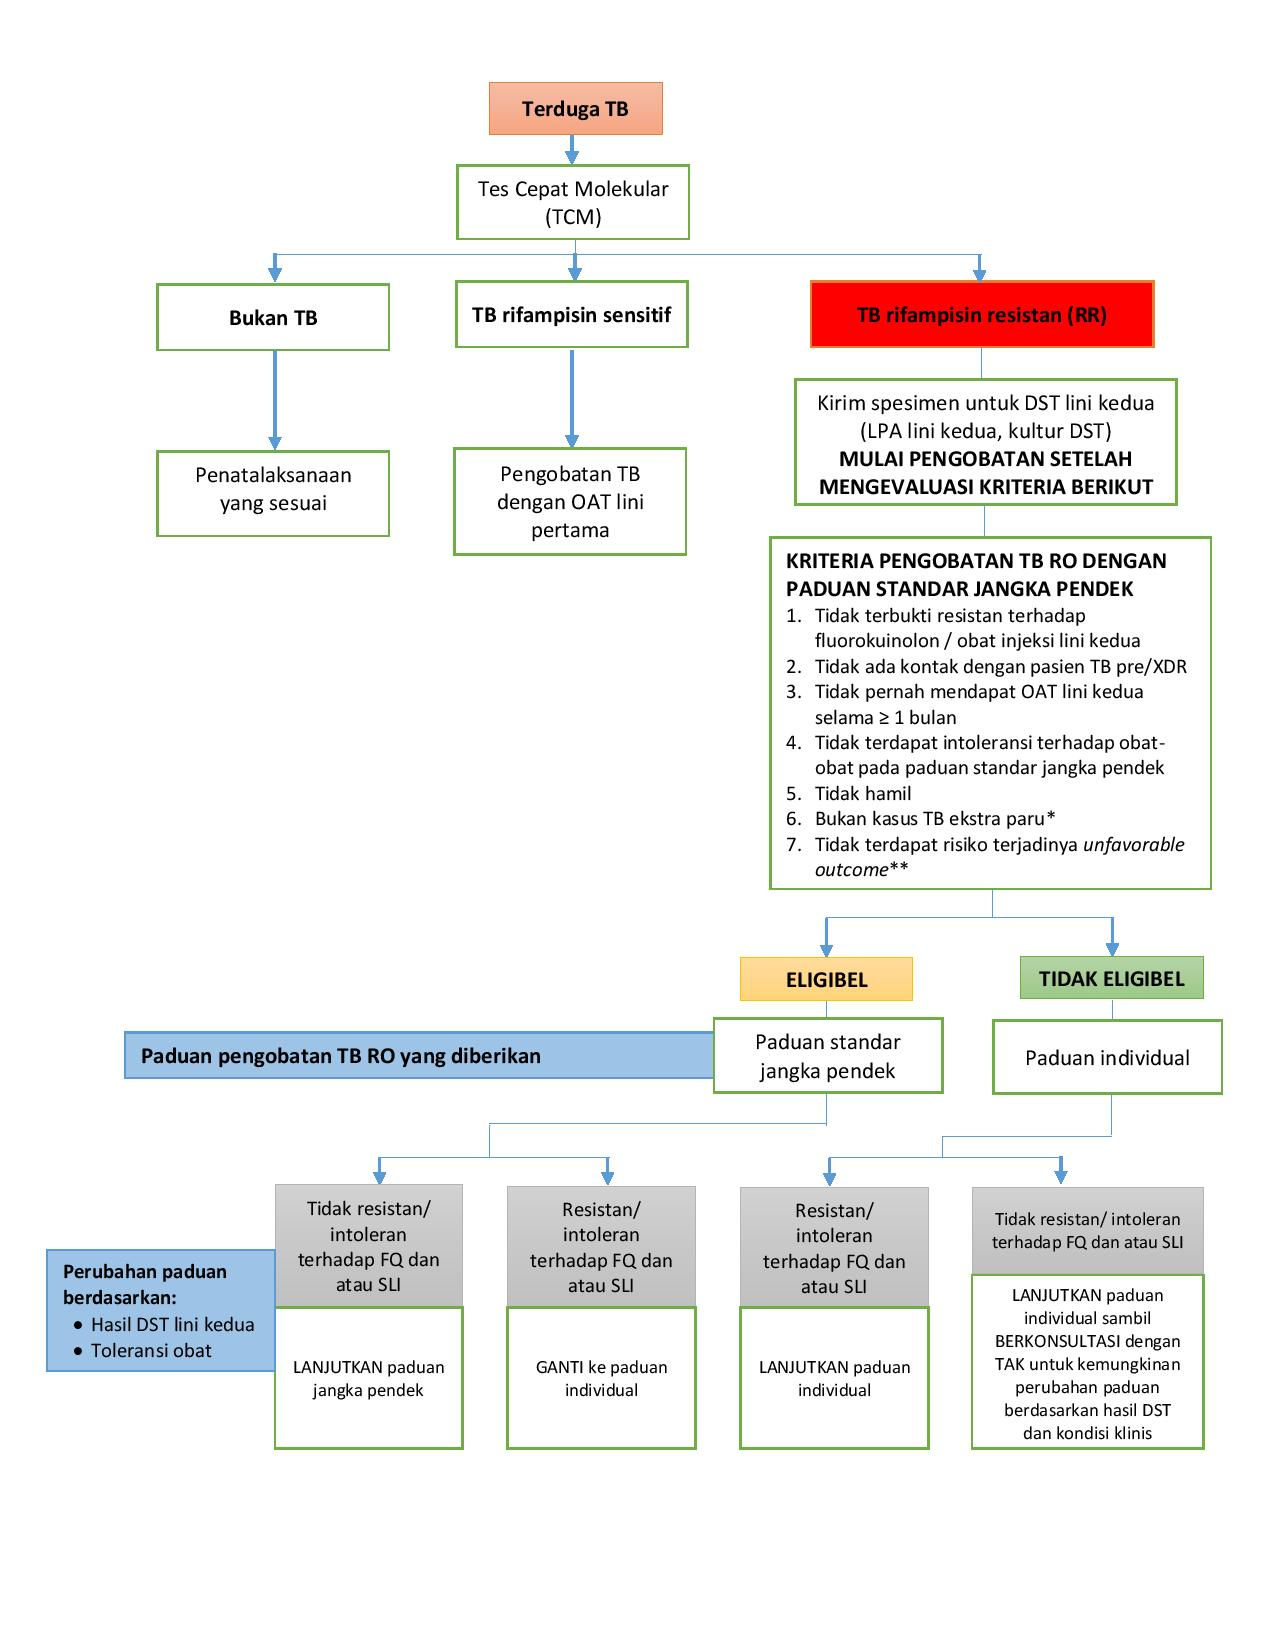 Terduga TB
Tes Cepat Molekular
(TCM)
Bukan TB
TB rifampisin sensitif
TB rifampisin resistan (RR)
Penatalaksanaan
yang sesuai
Pengobatan TB
dengan OAT lini
pertama
Kirim spesimen untuk DST lini kedua
(LPA lini kedua, kultur DST)
MULAI PENGOBATAN SETELAH
MENGEVALUASI KRITERIA BERIKUT
KRITERIA PENGOBATAN TB RO DENGAN
PADUAN STANDAR JANGKA PENDEK
1. Tidak terbukti resistan terhadap
fluorokuinolon / obat injeksi lini kedua
2. Tidak ada kontak dengan pasien TB pre/XDR
3. Tidak pernah mendapat OAT lini kedua
selama ≥ 1 bulan
4. Tidak terdapat intoleransi terhadap obat-
obat pada paduan standar jangka pendek
5. Tidak hamil
6. Bukan kasus TB ekstra paru*
7. Tidak terdapat risiko terjadinya unfavorable
outcome**
ELIGIBEL
TIDAK ELIGIBEL
Paduan pengobatan TB RO yang diberikan
Paduan standar
jangka pendek
Paduan individual
Perubahan paduan
berdasarkan:
• Hasil DST lini kedua
• Toleransi obat
Tidak resistan/
intoleran
terhadap FQ dan
atau SLI
LANJUTKAN paduan
jangka pendek
Resistan/
intoleran
terhadap FQ dan
atau SLI
GANTI ke paduan
individual
Resistan/
intoleran
terhadap FQ dan
atau SLI
LANJUTKAN paduan
individual
Tidak resistan/ intoleran
terhadap FQ dan atau SLI
LANJUTKAN paduan
individual sambil
BERKONSULTASI dengan
TAK untuk kemungkinan
perubahan paduan
berdasarkan hasil DST
dan kondisi klinis